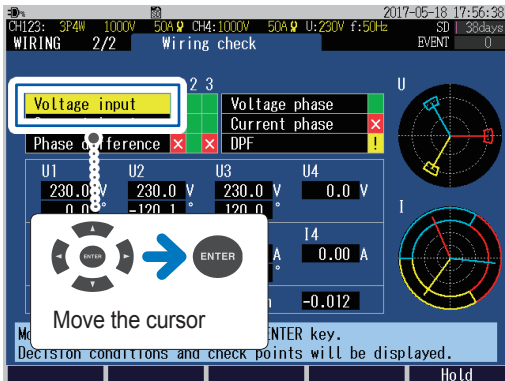 2017-05-18 17:56:38
CH123: 3P4W 1000V 50A CH4:1000V 50A U:230V f:50Hz SD 38days
WIRING 2/2 Wiring check EVENT 0
2 3
Voltage input Voltage phase
Current phase
Phase difference DPF !
U
U1 U2 U3 U4
230.0 V 230.0 V 230.0 V 0.0 V
0.0 ° -120.1 ° 120.0 °
I
I4
A 0.00 A
°
-0.012
ENTER
ENTER
Move the cursor
ENTER key.
Decision conditions and check points will be displayed.
Hold